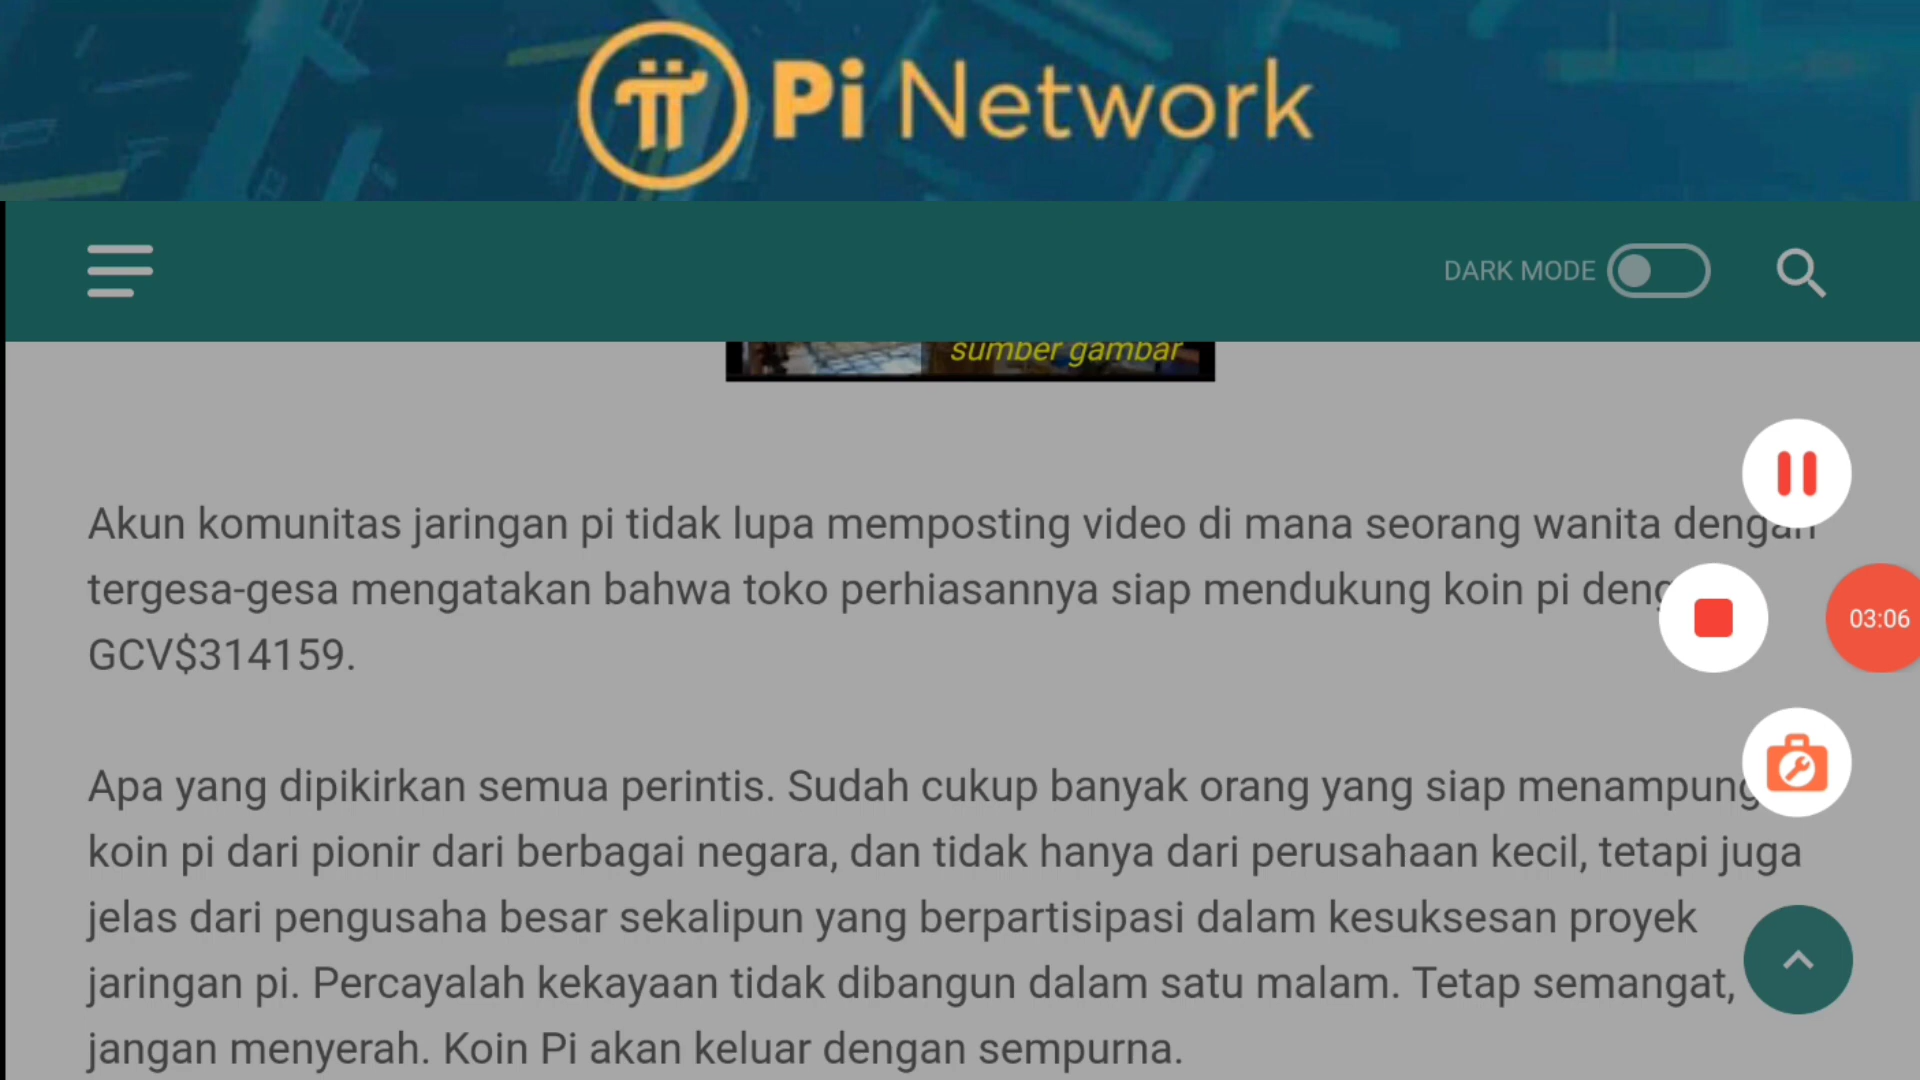 Pi Network
DARK MODE
sumber gambar
Akun komunitas jaringan pi tidak lupa memposting video di mana seorang wanita dengan
tergesa-gesa mengatakan bahwa toko perhiasannya siap mendukung koin pi deng
GCV$314159.
03:06
Apa yang dipikirkan semua perintis. Sudah cukup banyak orang yang siap menampung
koin pi dari pionir dari berbagai negara, dan tidak hanya dari perusahaan kecil, tetapi juga
jelas dari pengusaha besar sekalipun yang berpartisipasi dalam kesuksesan proyek
jaringan pi. Percayalah kekayaan tidak dibangun dalam satu malam. Tetap semangat,
jangan menyerah. Koin Pi akan keluar dengan sempurna.